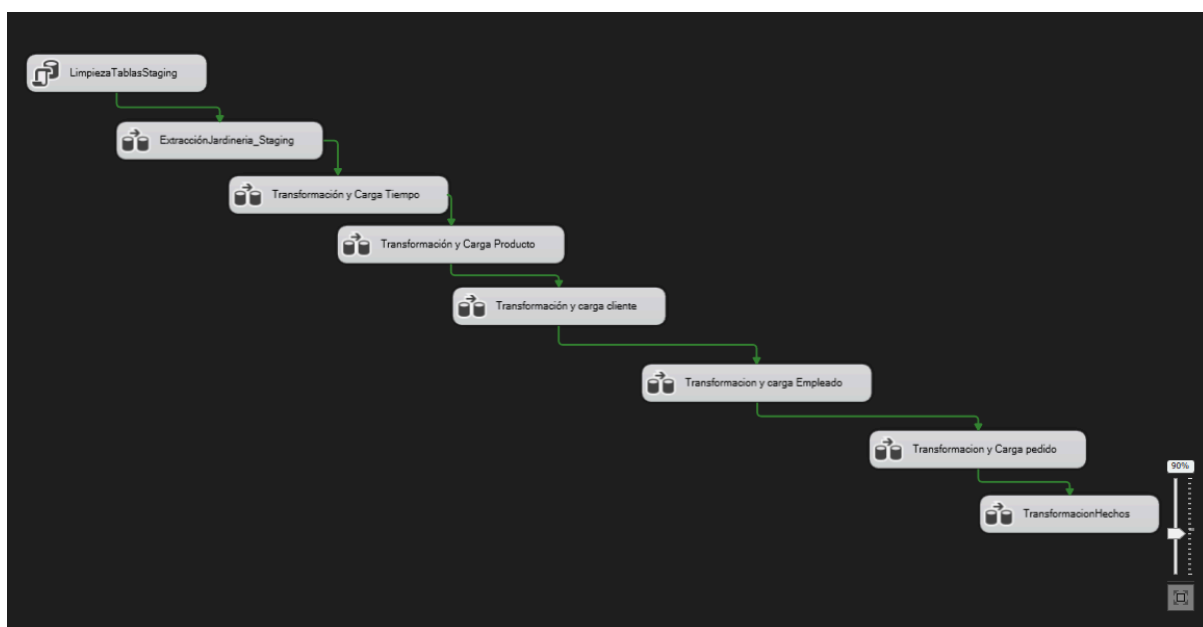 LimpiezaTablasStaging
ExtracciónJardineria_Staging
Transformación y Carga Tiempo
Transformación y Carga Producto
Transformación y carga cliente
Transformacion y carga Empleado
Transformacion y Carga pedido
90%
TransformacionHechos